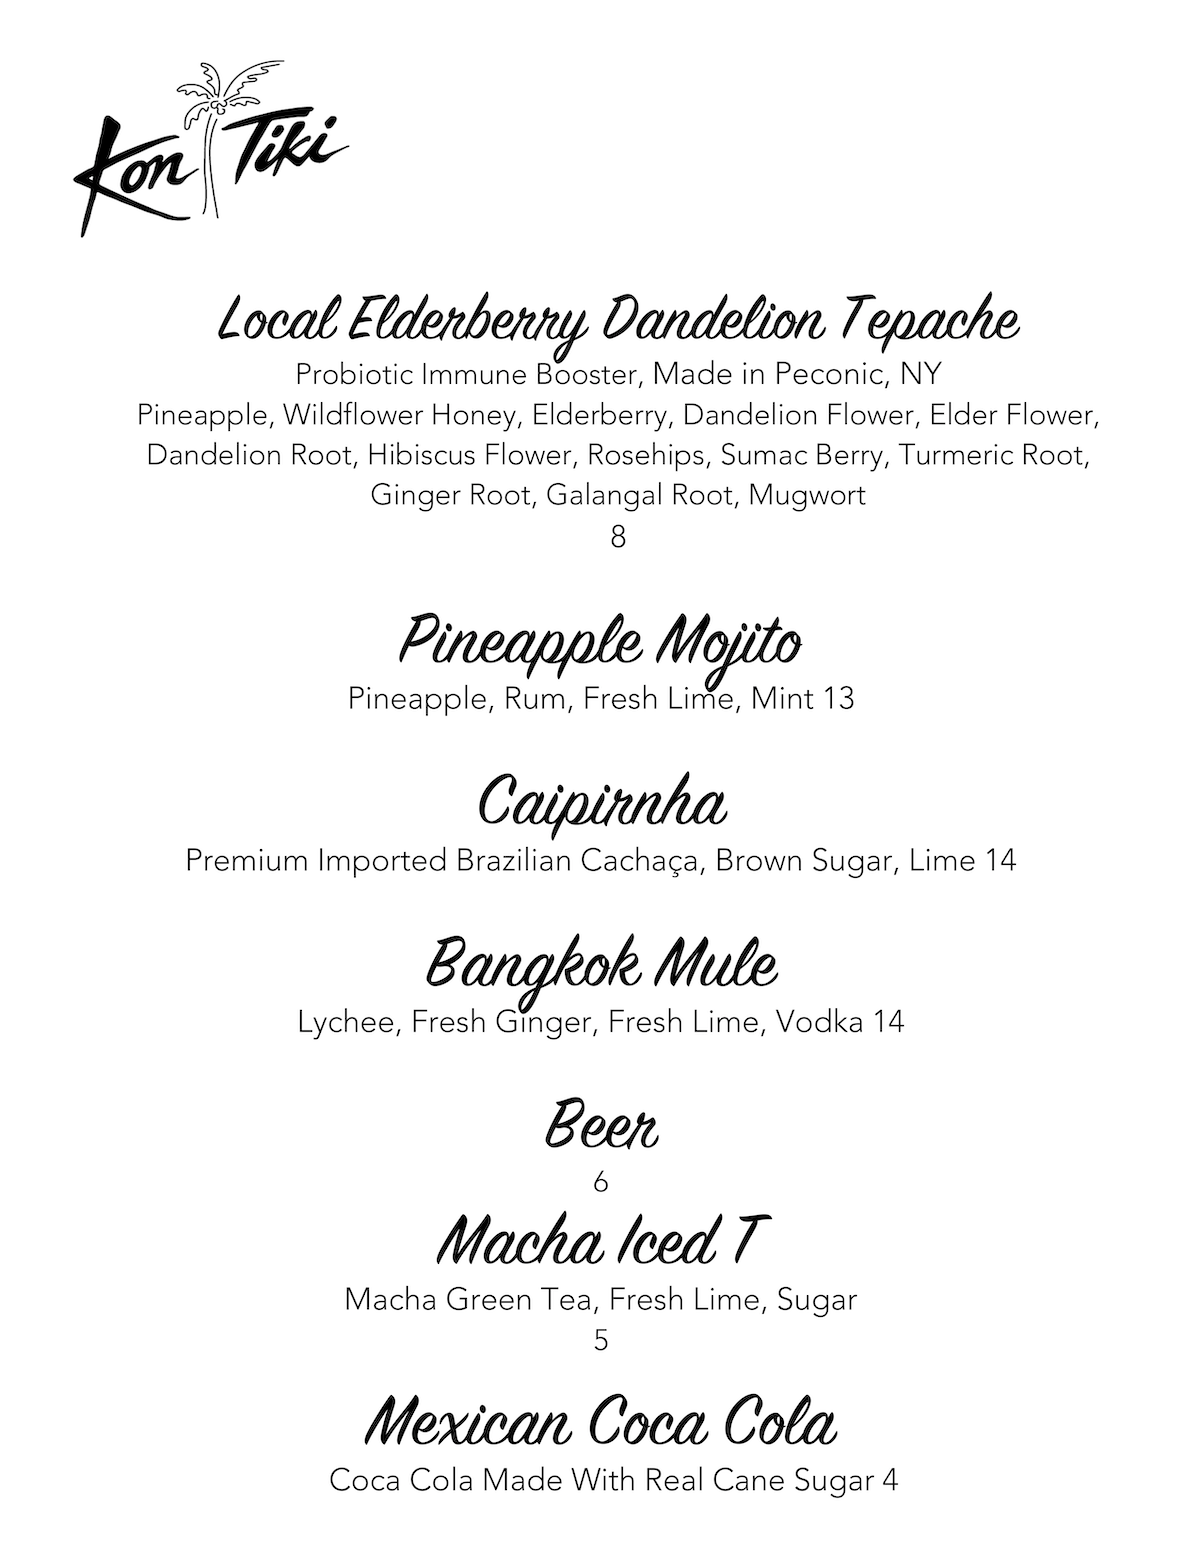 Kon Tiki
Local Elderberry Dandelion Tepache
Probiotic Immune Booster, Made in Peconic, NY
Pineapple, Wildflower Honey, Elderberry, Dandelion Flower, Elder Flower,
Dandelion Root, Hibiscus Flower, Rosehips, Sumac Berry, Turmeric Root,
Ginger Root, Galangal Root, Mugwort
8
Pineapple Mojito
Pineapple, Rum, Fresh Lime, Mint 13
Caipirnha
Premium Imported Brazilian Cachaça, Brown Sugar, Lime 14
Bangkok Mule
Lychee, Fresh Ginger, Fresh Lime, Vodka 14
Beer
6
Macha Iced T
Macha Green Tea, Fresh Lime, Sugar
5
Mexican Coca Cola
Coca Cola Made With Real Cane Sugar 4